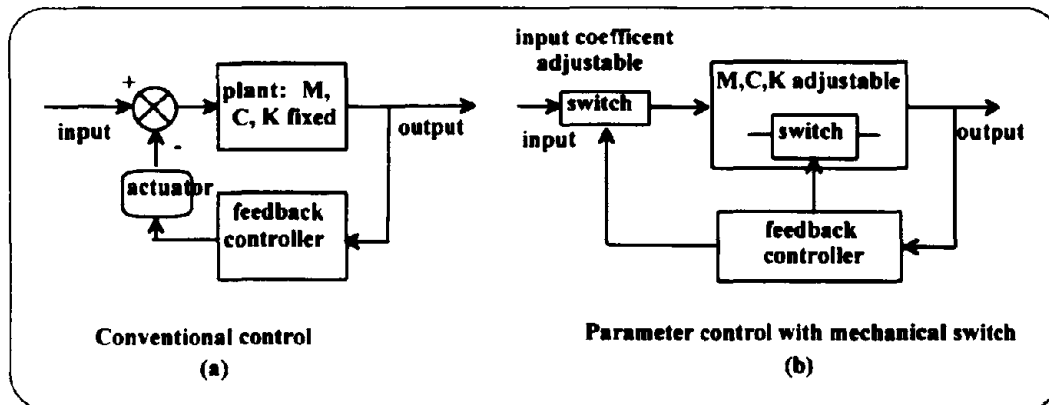 +
input
-
plant: M,
C, K fixed
output
actuator
feedback
controller
Conventional control
(a)
input coefficent
adjustable
switch
input
M,C,K adjustable
switch
output
feedback
controller
Parameter control with mechanical switch
(b)